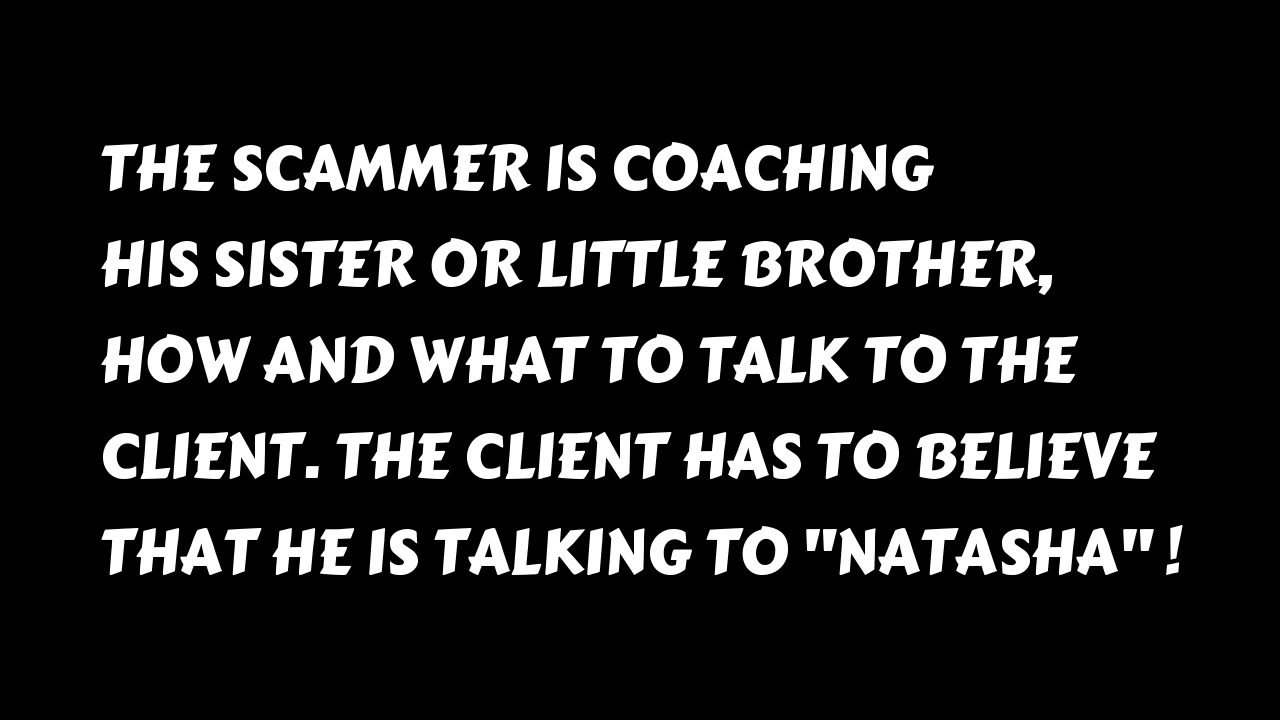 THE SCAMMER IS COACHING
HIS SISTER OR LITTLE BROTHER,
HOW AND WHAT TO TALK TO THE
CLIENT. THE CLIENT HAS TO BELIEVE
THAT HE IS TALKING TO "NATASHA" !